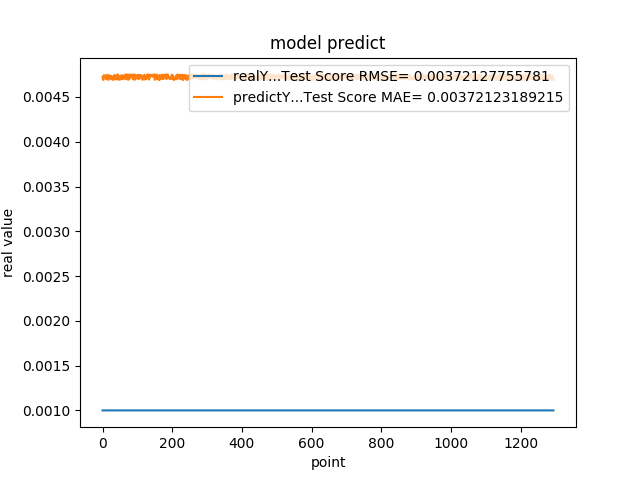 model predict
realY...Test Score RMSE= 0.00372127755781
predictY...Test Score MAE= 0.00372123189215
0.0045
0.0040
0.0035
0.0030
0.0025
0.0020
0.0015
0.0010
real value
0 200 400 600 800 1000 1200
point